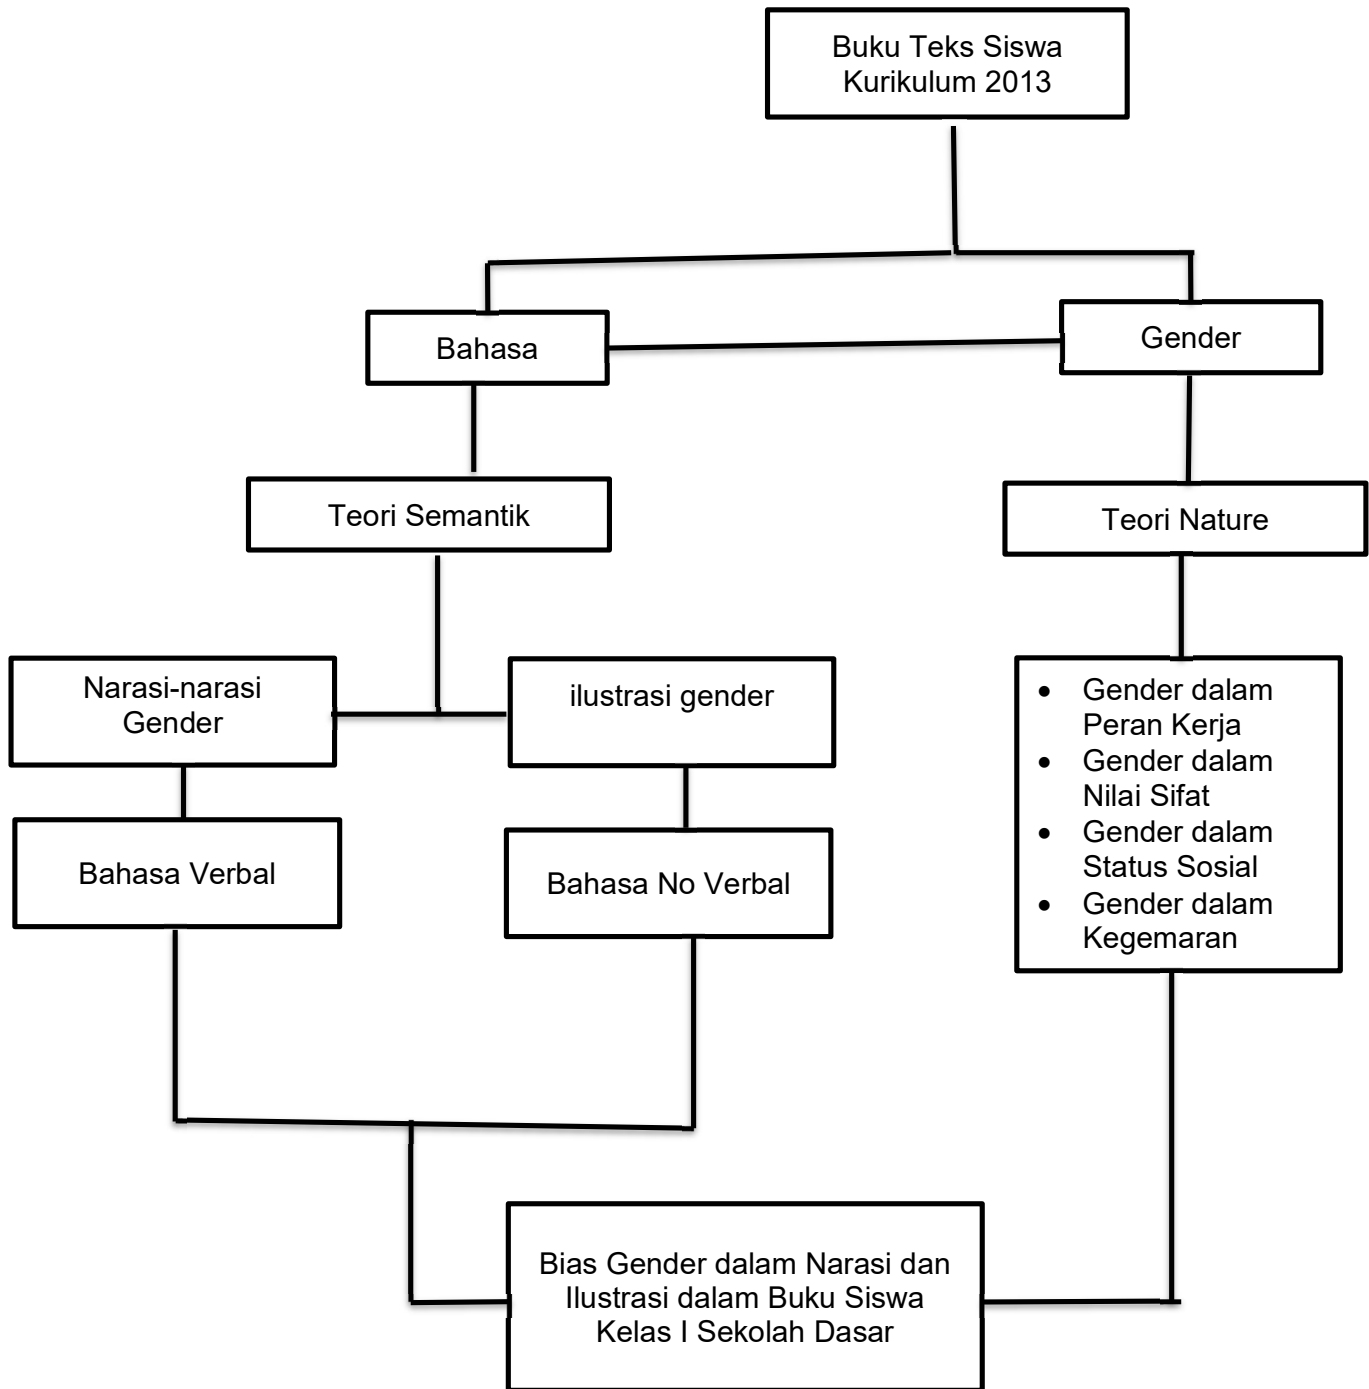 Buku Teks Siswa
Kurikulum 2013
Bahasa
Gender
Teori Semantik
Teori Nature
Narasi-narasi
Gender
ilustrasi gender
• Gender dalam
Peran Kerja
• Gender dalam
Nilai Sifat
• Gender dalam
Status Sosial
• Gender dalam
Kegemaran
Bahasa Verbal
Bahasa No Verbal
Bias Gender dalam Narasi dan
Ilustrasi dalam Buku Siswa
Kelas I Sekolah Dasar